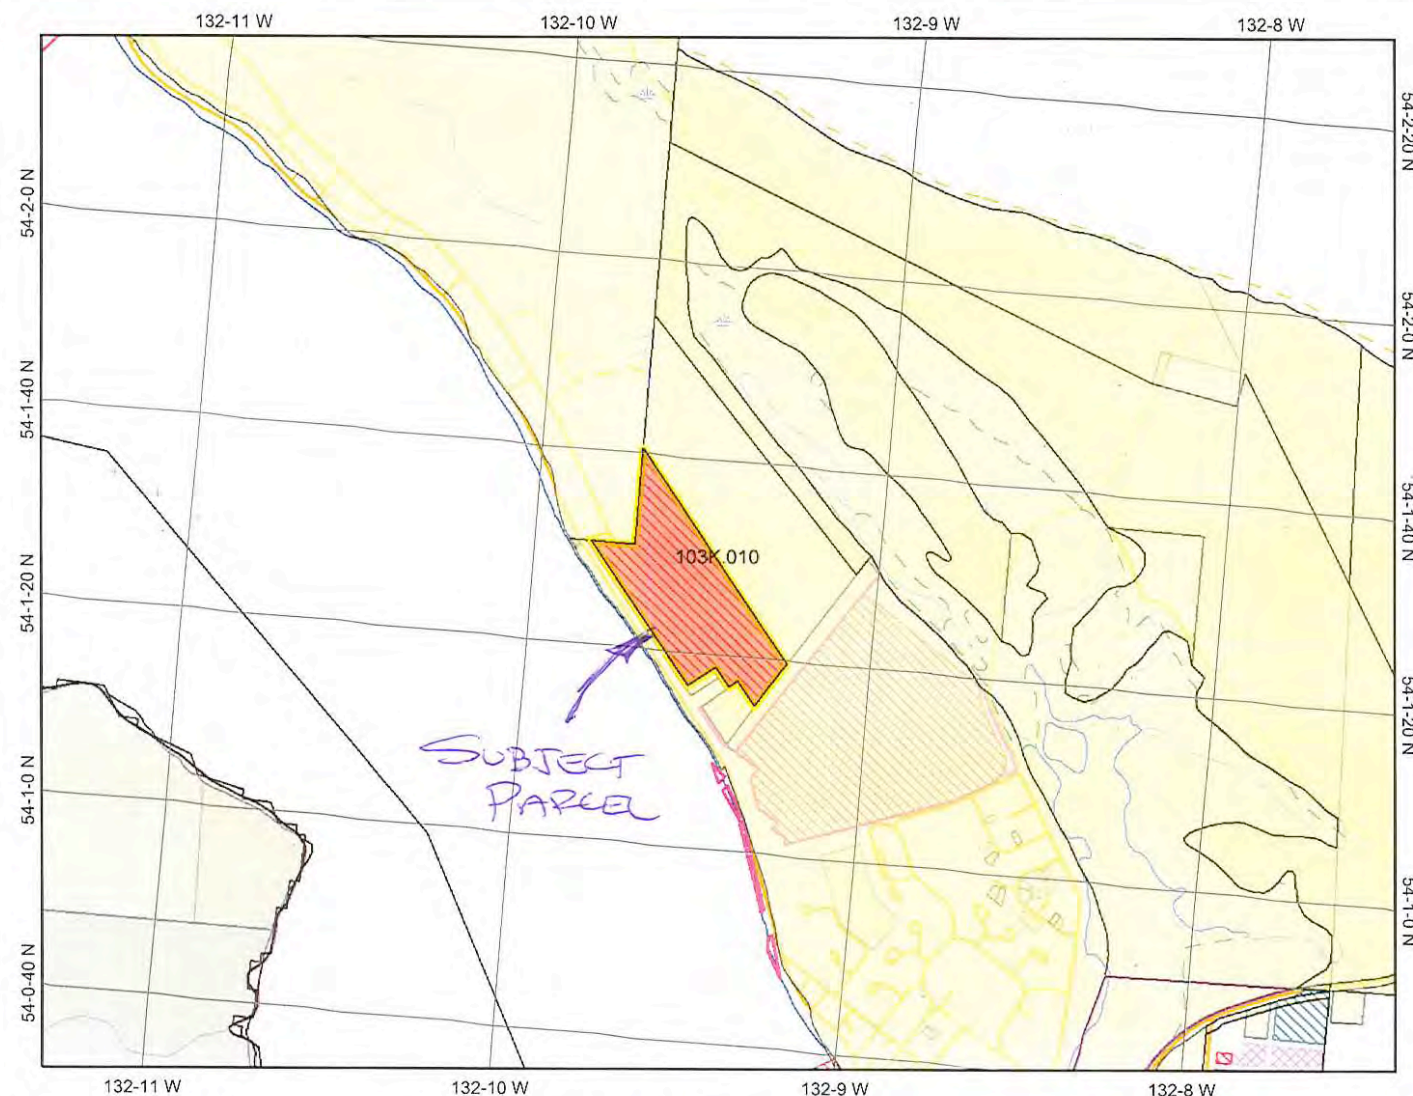 132-11 W
132-10 W
132-9 W
132-8 W
54-2-20 N
54-2-0 N
54-2-0 N
54-1-40 N
54-1-40 N
103K.010
54-1-20 N
54-1-20 N
SUBJECT
PARCEL
54-1-0 N
54-1-0 N
54-0-40 N
132-11 W
132-10 W
132-9 W
132-8 W